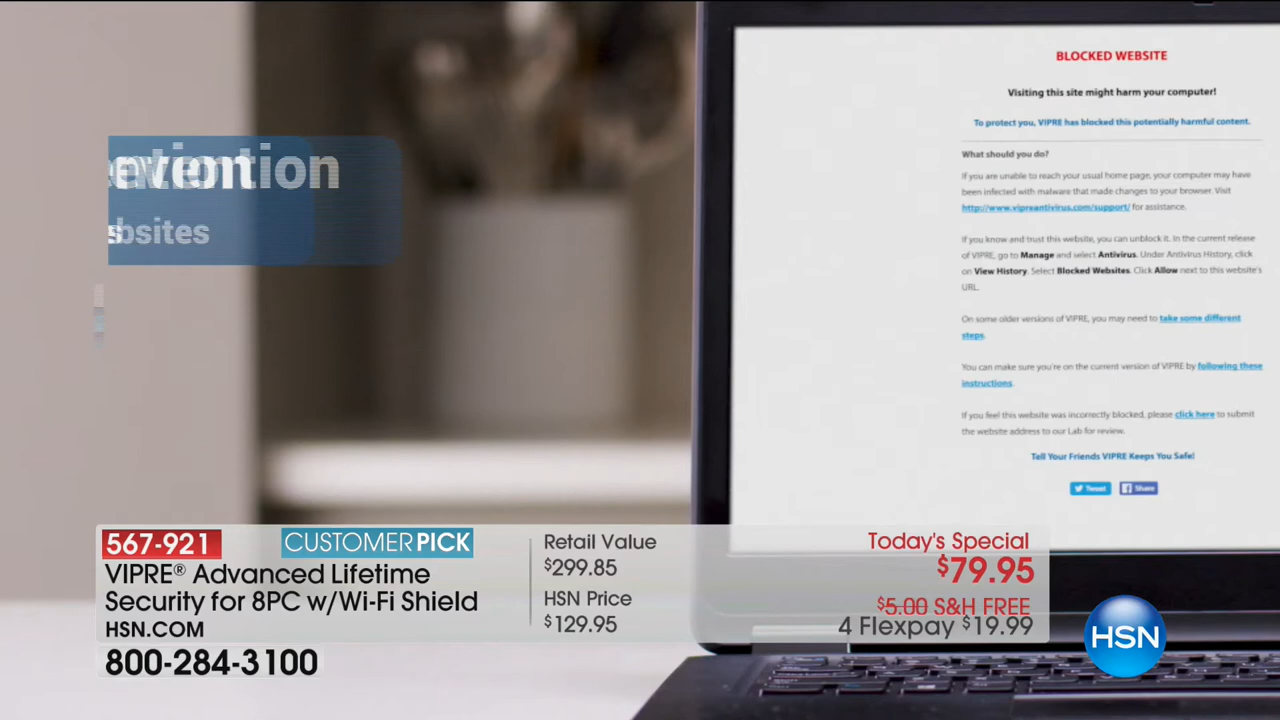 BLOCKED WEBSITE
Visiting this site might harm your computer!
To protect you, VIPRE has blocked this potentially harmful content.
What should you do?
If you are unable to reach your usual home page, your computer may have
been infected with malware that made changes to your browser. Visit
http://www.vipreantivirus.com/support/ for assistance.
If you know and trust this website, you can unblock it. In the current release
of VIPRE, go to Manage and select Antivirus. Under Antivirus History, click
on View History. Select Blocked Websites. Click Allow next to this website's
URL.
On some older versions of VIPRE, you may need to take some different
steps.
You can make sure you're on the current version of VIPRE by following these
instructions.
If you feel this website was incorrectly blocked, please click here to submit
the website address to our Lab for review.
Tell Your Friends VIPRE Keeps You Safe!
Tweet Share
567-921 CUSTOMER PICK
VIPRE® Advanced Lifetime
Security for 8PC w/Wi-Fi Shield
HSN.COM
800-284-3100
Retail Value
$299.85
HSN Price
$129.95
Today's Special
$79.95
$5.00 S&H FREE
4 Flexpay $19.99
HSN